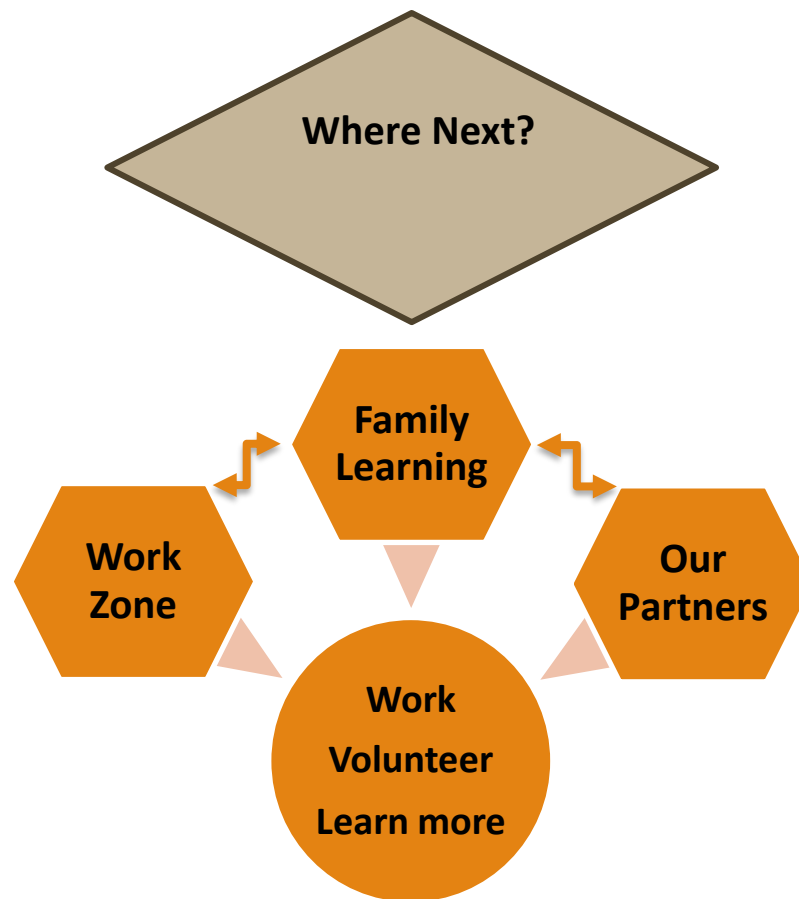 Where Next?
Family
Learning
Work
Zone
Our
Partners
Work
Volunteer
Learn more